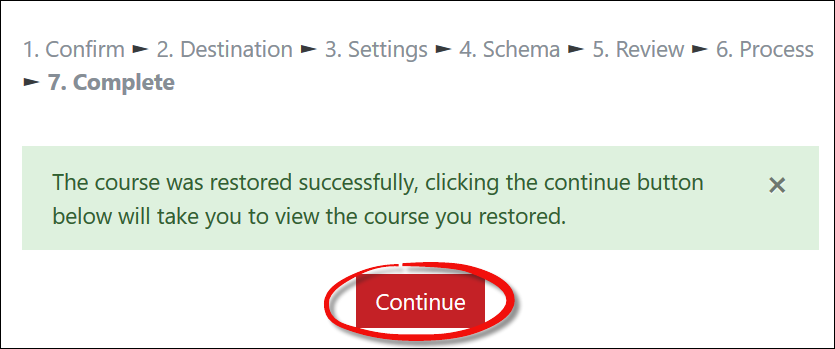 1. Confirm ► 2. Destination ► 3. Settings ► 4. Schema ► 5. Review ► 6. Process
► 7. Complete
The course was restored successfully, clicking the continue button
below will take you to view the course you restored.
×
Continue